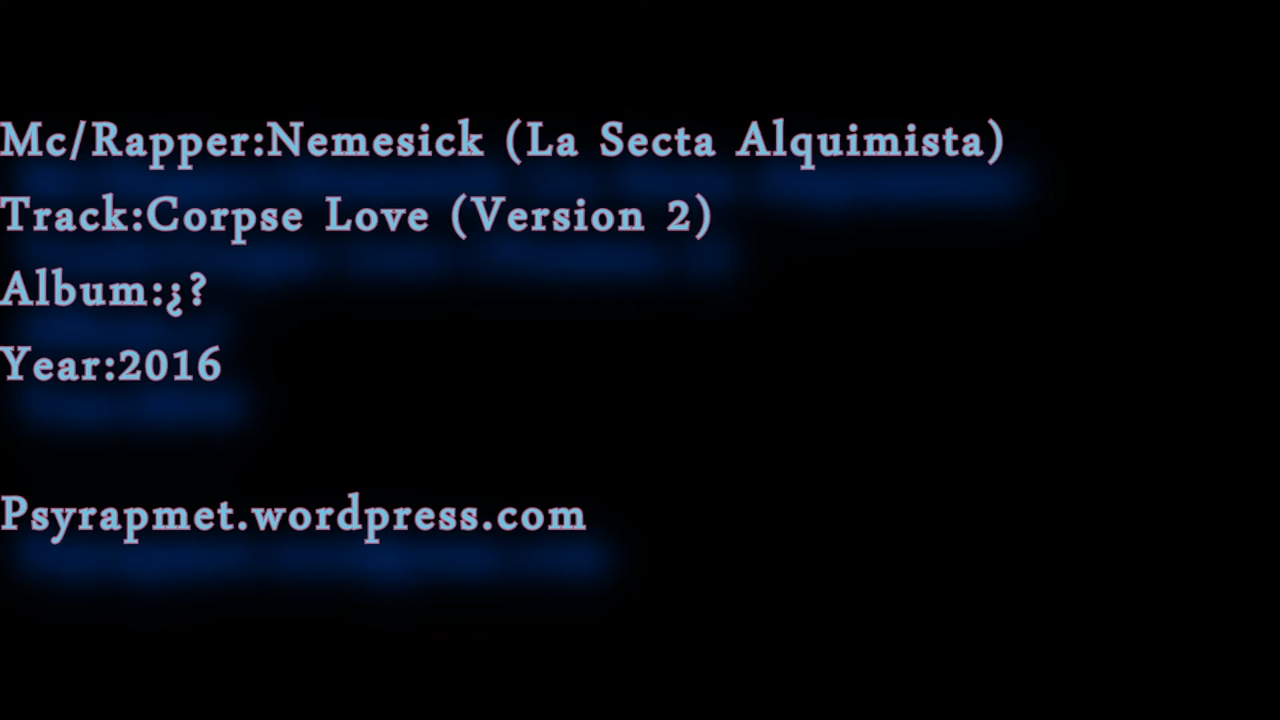 Mc/Rapper:Nemesick (La Secta Alquimista)
Track:Corpse Love (Version 2)
Album:¿?
Year:2016
Psyrapmet.wordpress.com